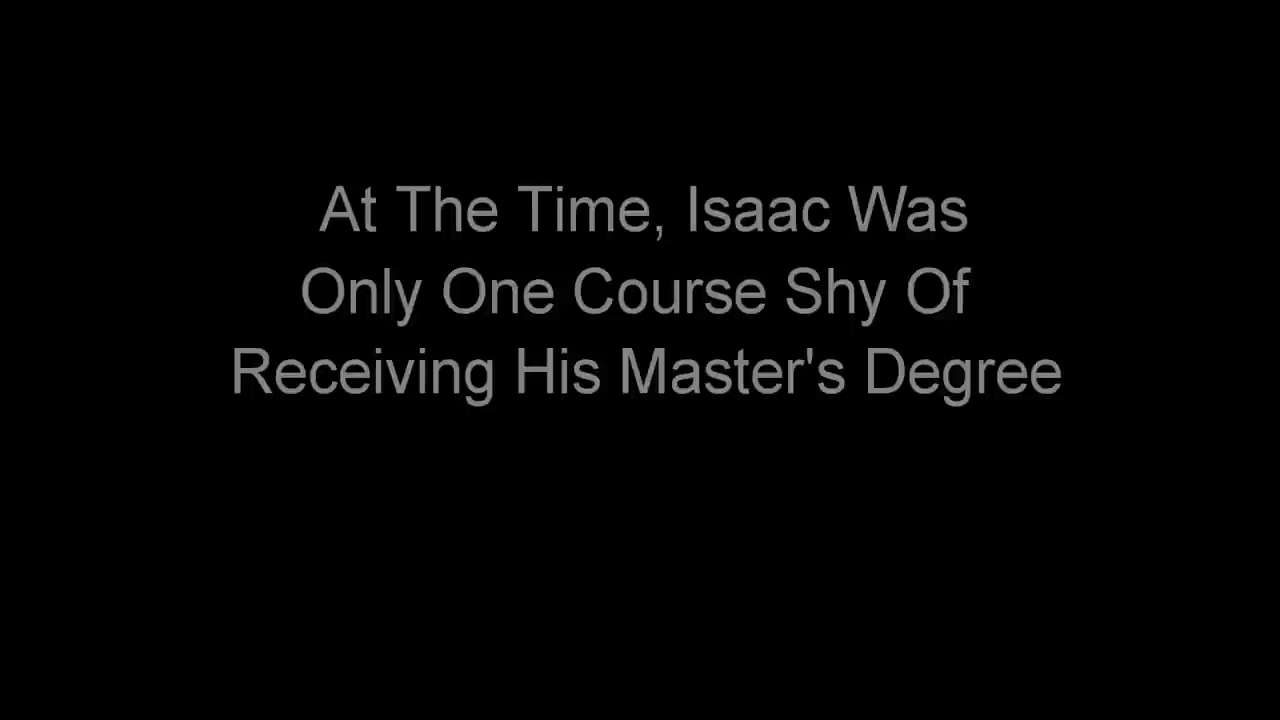 At The Time, Isaac Was
Only One Course Shy Of
Receiving His Master's Degree